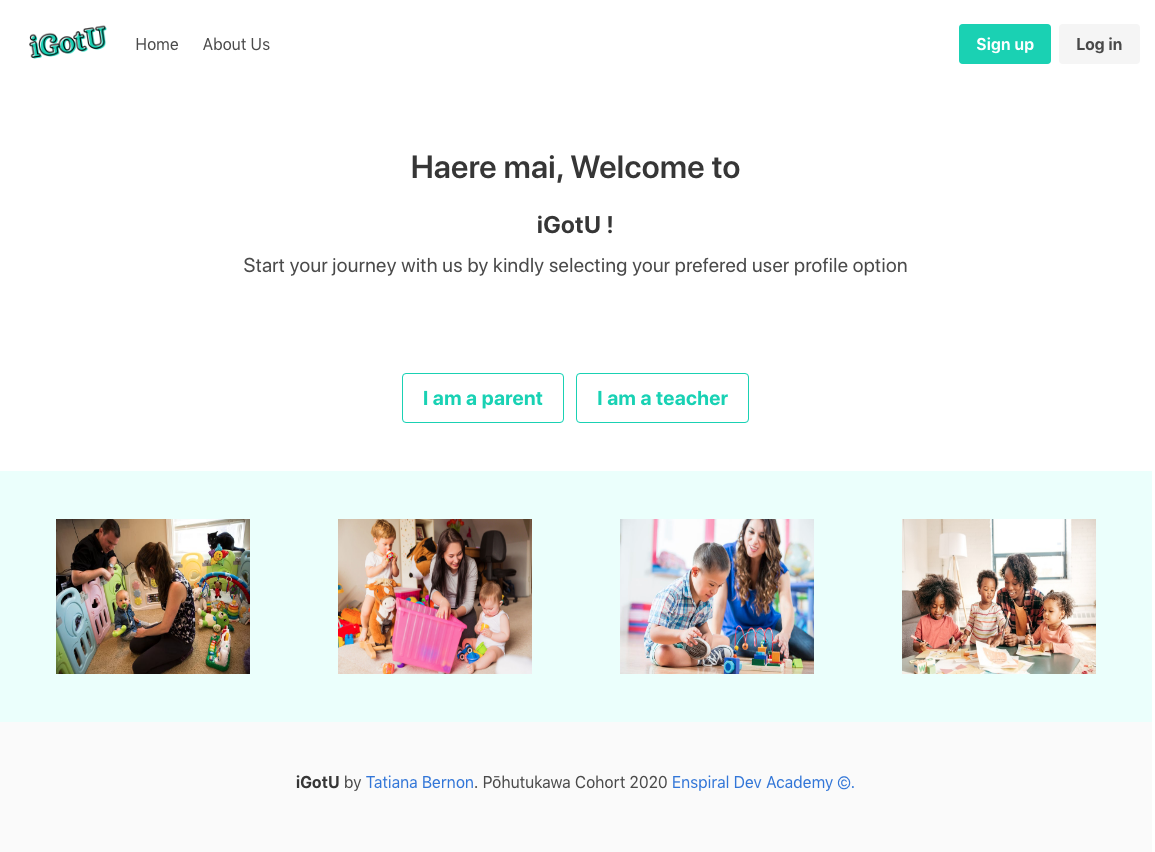 iGotU Home About Us Sign up Log in
Haere mai, Welcome to
iGotU !
Start your journey with us by kindly selecting your prefered user profile option
I am a parent I am a teacher
iGotU by Tatiana Bernon. Pōhutukawa Cohort 2020 Enspiral Dev Academy ©.